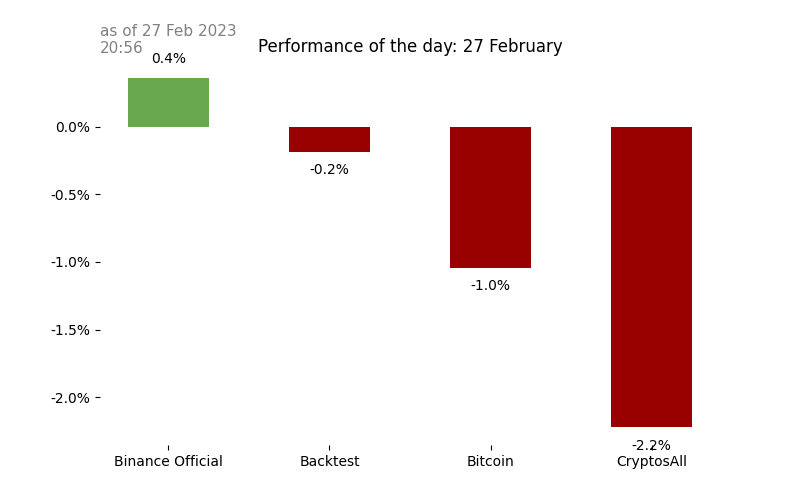 as of 27 Feb 2023
20:56
Performance of the day: 27 February
0.4%
0.0%
-0.2%
-0.5%
-1.0%
-1.0%
-1.5%
-2.0%
-2.2%
Binance Official
Backtest
Bitcoin
CryptosAll